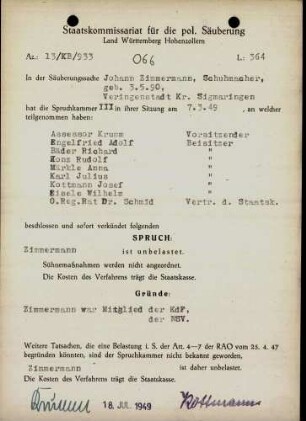 Staatskommissariat für die pol. Säuberung
Land Württemberg Hohenzollern
Az.: 13/KB/933
066
L: 364
In der Säuberungssache Johann Zimmermann, Schuhmacher,
geb. 3.5.90,
Veringenstadt Kr. Sigmaringen
hat die Spruchkammer III in ihrer Sitzung am 7.3.49, an welcher
teilgenommen haben:
Assessor Krumm Vorsitzender
Engelfried Adolf Beisitzer
Bäder Richard "
Konz Rudolf "
Märkle Anna "
Karl Julius "
Kottmann Josef "
Eisele Wilhelm "
G.Reg.Rat Dr. Schmid Vertr. d. Staatsk.
beschlossen und sofort verkündet folgenden
SPRUCH:
Zimmermann
ist unbelastet.
Sühnemaßnahmen werden nicht angeordnet.
Die Kosten des Verfahrens trägt die Staatskasse.
Gründe:
Zimmermann war Mitglied der KdF,
der NSV.
Weitere Tatsachen, die eine Belastung i. S. der Art. 4–7 der RAO vom 25. 4. 47
begründen könnten, sind der Spruchkammer nicht bekannt geworden.
Zimmermann ist daher unbelastet.
Die Kosten des Verfahrens trägt die Staatskasse.
18. JUL. 1949 Kottmann